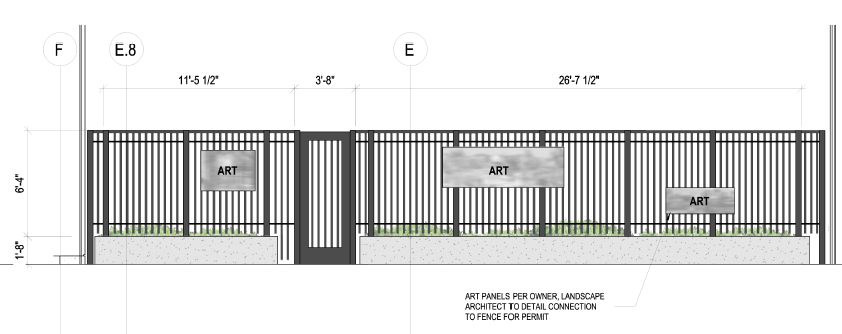 F
E.8
E
11'-5 1/2"
3'-8"
26'-7 1/2"
6'-4"
1'-8"
ART
ART
ART
ART PANELS PER OWNER, LANDSCAPE
ARCHITECT TO DETAIL CONNECTION
TO FENCE FOR PERMIT